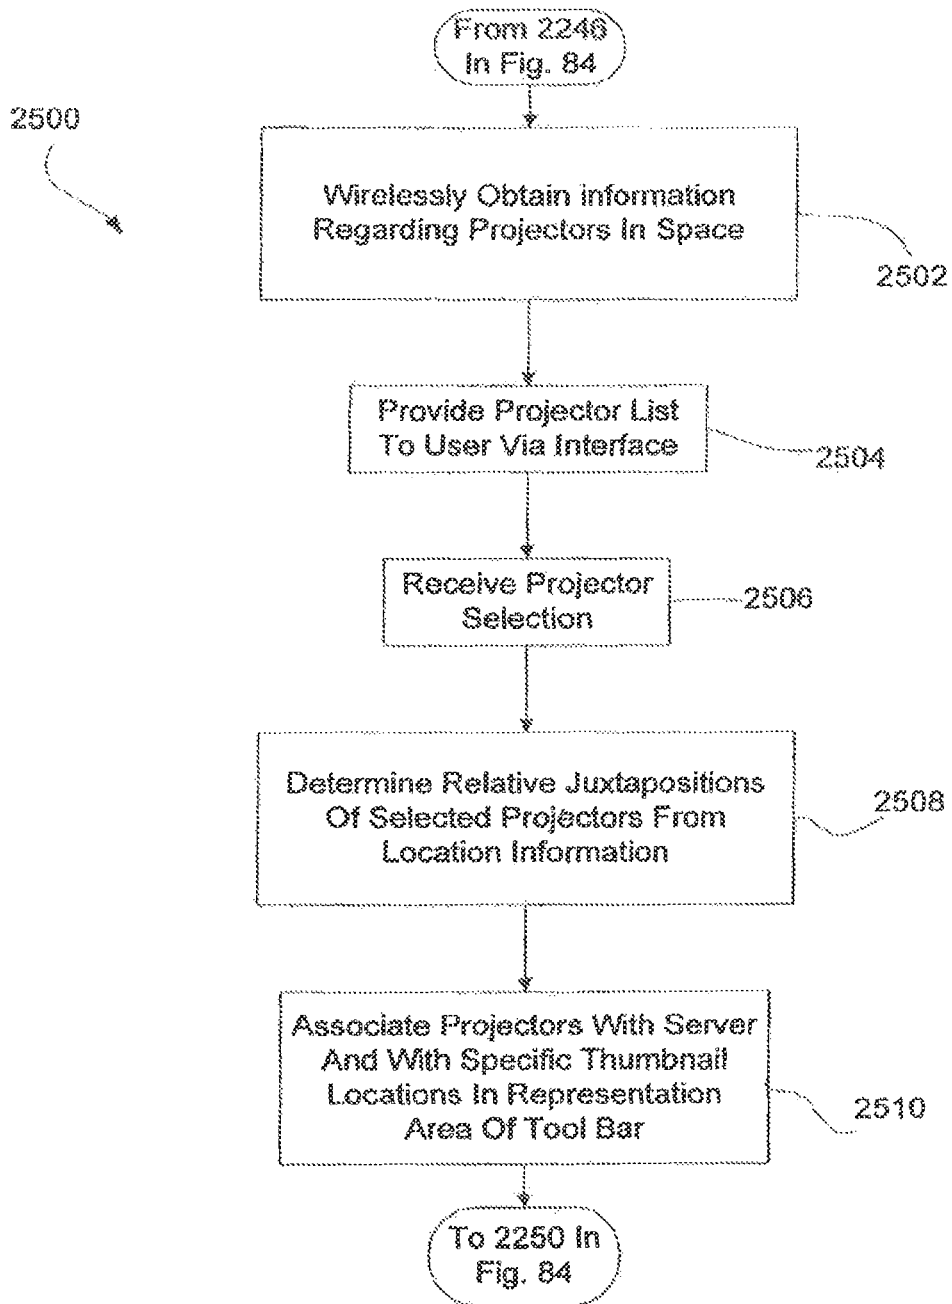 From 2246
In Fig. 84
2500
Wirelessly Obtain information
Regarding Projectors In Space
2502
Provide Projector List
To User Via Interface
2504
Receive Projector
Selection
2506
Determine Relative Juxtapositions
Of Selected Projectors From
Location Information
2508
Associate Projectors With Server
And With Specific Thumbnail
Locations In Representation
Area Of Tool Bar
2510
To 2250 In
Fig. 84